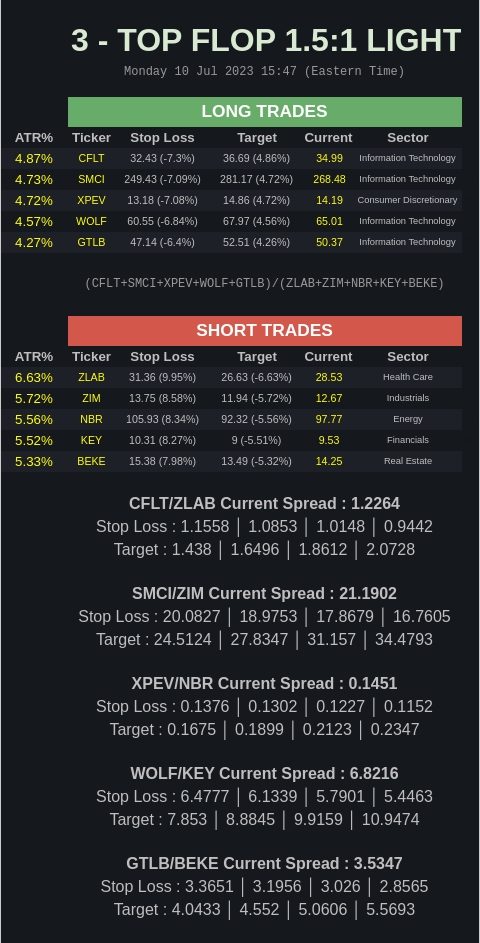 3 - TOP FLOP 1.5:1 LIGHT
Monday 10 Jul 2023 15:47 (Eastern Time)
LONG TRADES
ATR% Ticker Stop Loss Target Current Sector
4.87% CFLT 32.43 (-7.3%) 36.69 (4.86%) 34.99 Information Technology
4.73% SMCI 249.43 (-7.09%) 281.17 (4.72%) 268.48 Information Technology
4.72% XPEV 13.18 (-7.08%) 14.86 (4.72%) 14.19 Consumer Discretionary
4.57% WOLF 60.55 (-6.84%) 67.97 (4.56%) 65.01 Information Technology
4.27% GTLB 47.14 (-6.4%) 52.51 (4.26%) 50.37 Information Technology
(CFLT+SMCI+XPEV+WOLF+GTLB)/(ZLAB+ZIM+NBR+KEY+BEKE)
SHORT TRADES
ATR% Ticker Stop Loss Target Current Sector
6.63% ZLAB 31.36 (9.95%) 26.63 (-6.63%) 28.53 Health Care
5.72% ZIM 13.75 (8.58%) 11.94 (-5.72%) 12.67 Industrials
5.56% NBR 105.93 (8.34%) 92.32 (-5.56%) 97.77 Energy
5.52% KEY 10.31 (8.27%) 9 (-5.51%) 9.53 Financials
5.33% BEKE 15.38 (7.98%) 13.49 (-5.32%) 14.25 Real Estate
CFLT/ZLAB Current Spread : 1.2264
Stop Loss : 1.1558 │ 1.0853 │ 1.0148 │ 0.9442
Target : 1.438 │ 1.6496 │ 1.8612 │ 2.0728
SMCI/ZIM Current Spread : 21.1902
Stop Loss : 20.0827 │ 18.9753 │ 17.8679 │ 16.7605
Target : 24.5124 │ 27.8347 │ 31.157 │ 34.4793
XPEV/NBR Current Spread : 0.1451
Stop Loss : 0.1376 │ 0.1302 │ 0.1227 │ 0.1152
Target : 0.1675 │ 0.1899 │ 0.2123 │ 0.2347
WOLF/KEY Current Spread : 6.8216
Stop Loss : 6.4777 │ 6.1339 │ 5.7901 │ 5.4463
Target : 7.853 │ 8.8845 │ 9.9159 │ 10.9474
GTLB/BEKE Current Spread : 3.5347
Stop Loss : 3.3651 │ 3.1956 │ 3.026 │ 2.8565
Target : 4.0433 │ 4.552 │ 5.0606 │ 5.5693